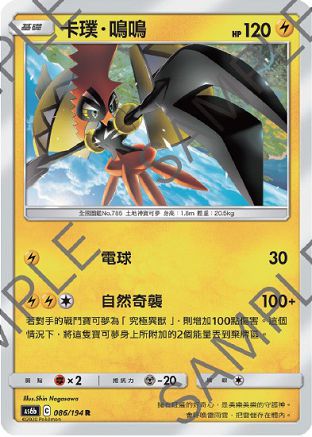 基礎 卡璞・鳴鳴 HP 120
全國圖鑑No.785 土地神寶可夢 身高：1.8m 體重：20.5kg
電球 30
自然奇襲 100+
若對手的戰鬥寶可夢為「究極異獸」，則增加100點傷害。這個
情況下，將這隻寶可夢身上所附加的2個能量丟棄牌區。
弱點 ×2 抵抗力 -20 撤退
Illus.Shin Nagasawa
AS6b C 086/194 R
©2020 Pokémon
SAMPLE
SAMPLE
SAMPLE